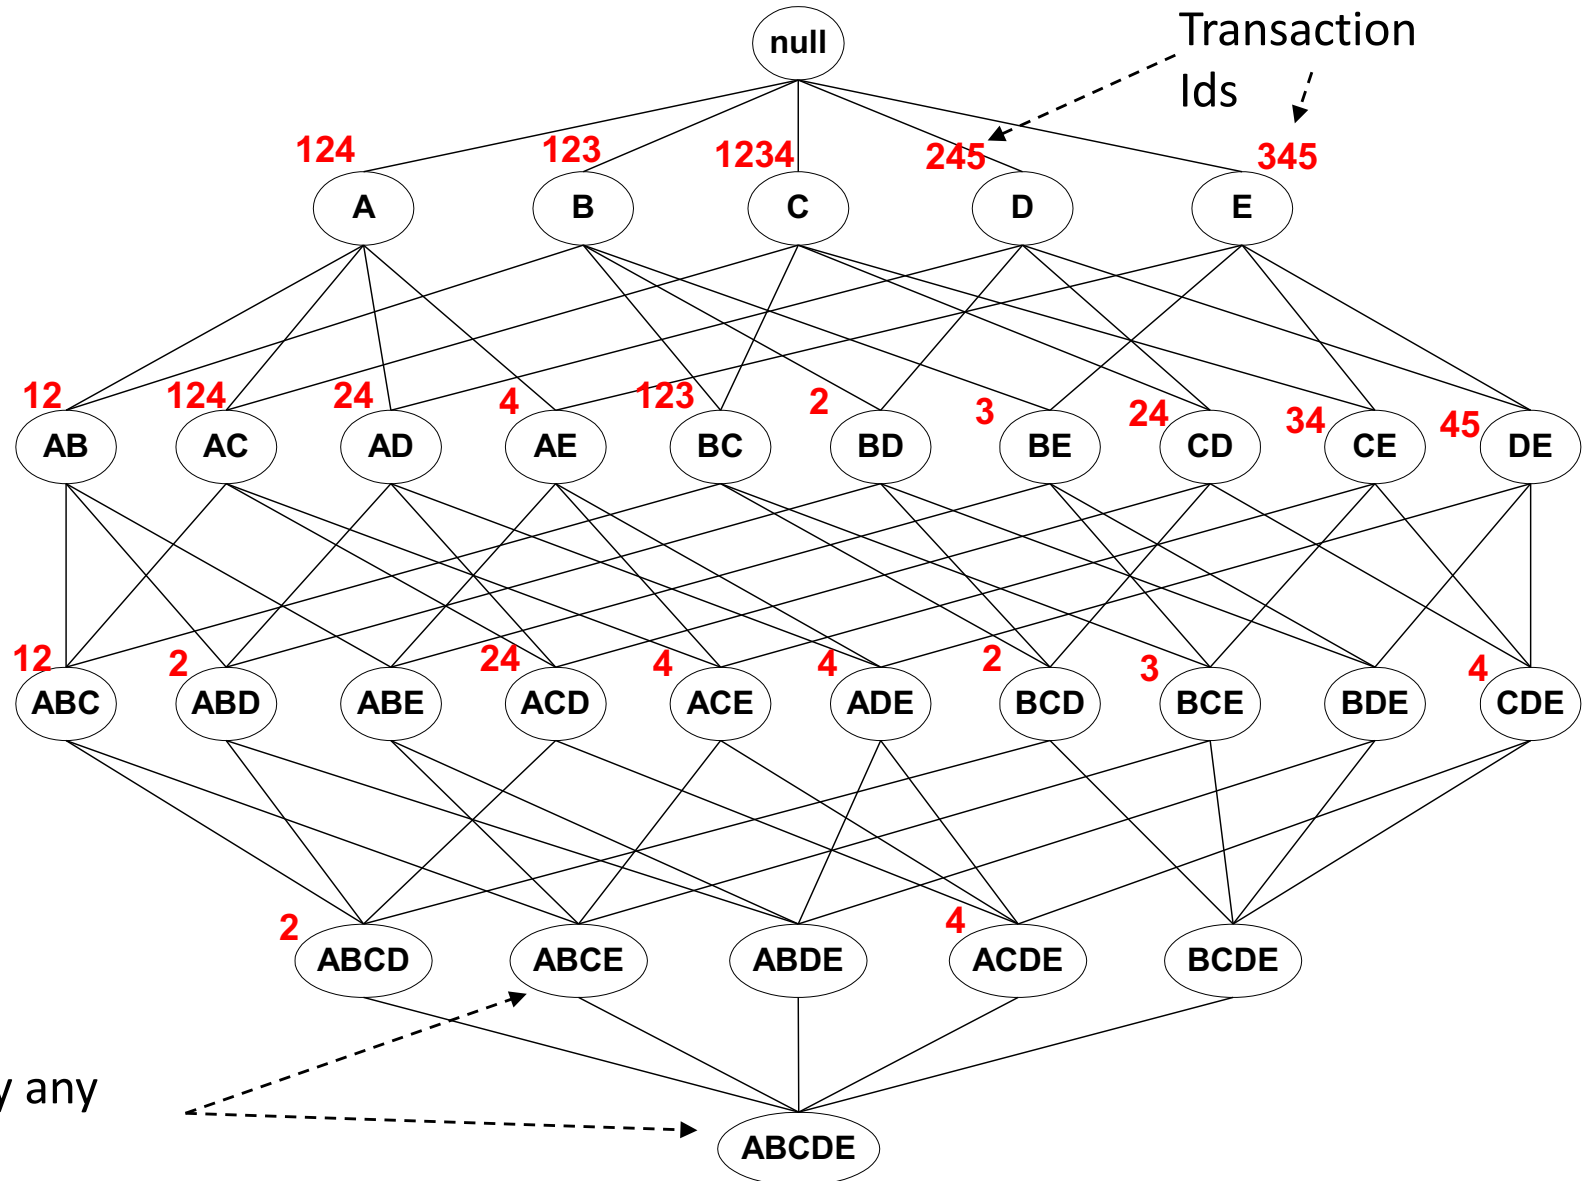 null
Transaction
Ids
124 123 1234 245 345
A B C D E
12 124 24 4 123 2 3 24 34 45
AB AC AD AE BC BD BE CD CE DE
12 2 24 4 4 2 3 4
ABC ABD ABE ACD ACE ADE BCD BCE BDE CDE
2 4
ABCD ABCE ABDE ACDE BCDE
y any
ABCDE